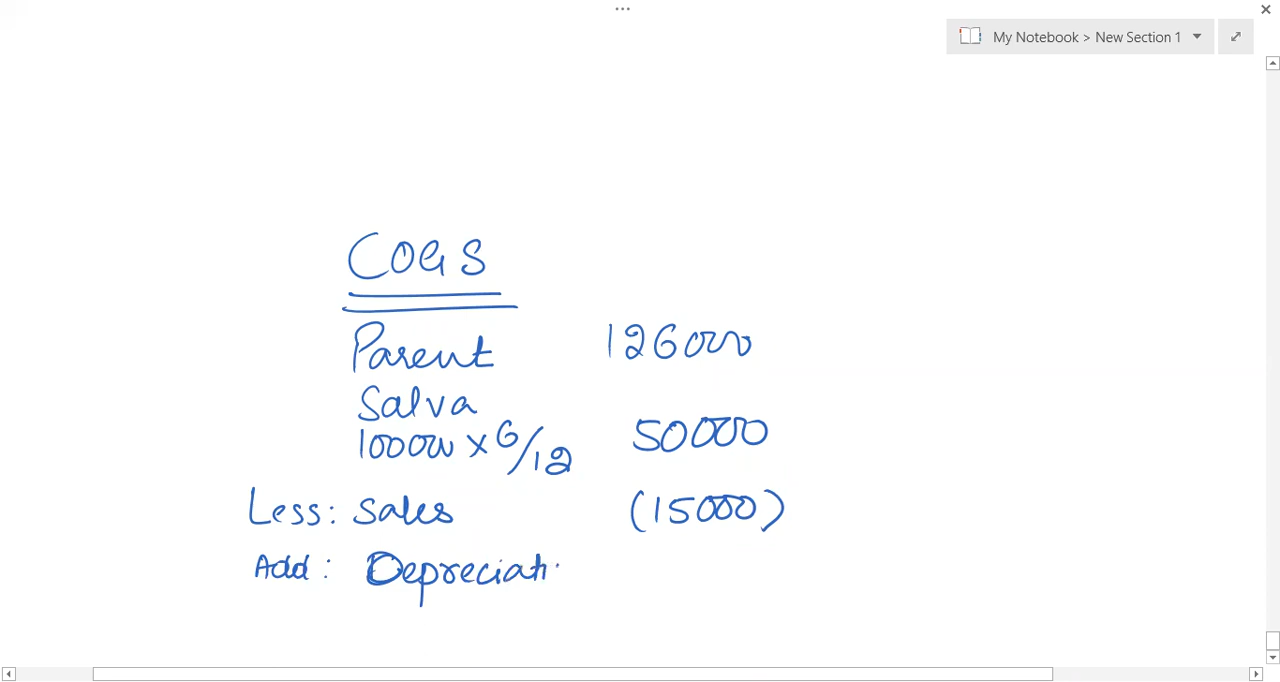 My Notebook > New Section 1
COGS
Parent 126000
Salva
100000 x 6/12 50000
Less: Sales (15000)
Add: Depreciati